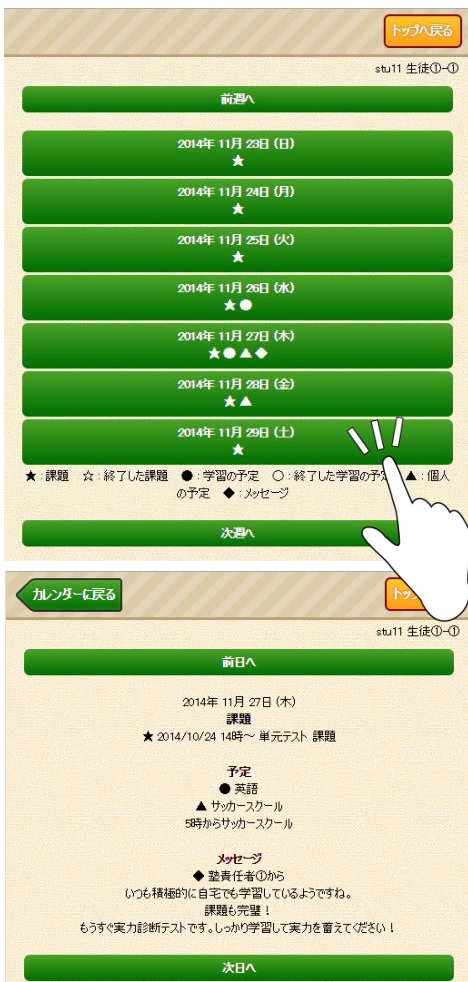 トップへ戻る
stu11 生徒①-①
前週へ
2014年 11月 23日 (日)
★
2014年 11月 24日 (月)
★
2014年 11月 25日 (火)
★
2014年 11月 26日 (水)
★●
2014年 11月 27日 (木)
★●▲◆
2014年 11月 28日 (金)
★▲
2014年 11月 29日 (土)
★
★:課題 ☆:終了した課題 ●:学習の予定 ○:終了した学習の予定 ▲:個人
の予定 ◆:メッセージ
次週へ
カレンダーに戻る
トップ
stu11 生徒①-①
前日へ
2014年 11月 27日 (木)
課題
★ 2014/10/24 14時～ 単元テスト 課題
予定
● 英語
▲ サッカースクール
5時からサッカースクール
メッセージ
◆ 塾責任者①から
いつも積極的に自宅でも学習しているようですね。
課題も完璧！
もうすぐ実力診断テストです。しっかり学習して実力を蓄えてください！
次日へ